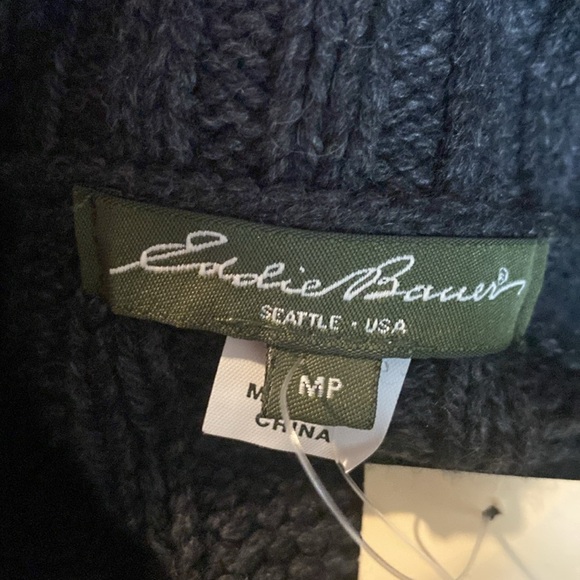 Eddie Bauer®
SEATTLE · USA
MP
CHINA